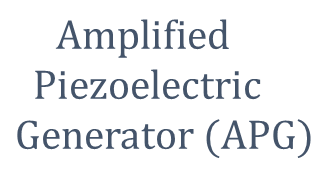 Amplified
Piezoelectric
Generator (APG)